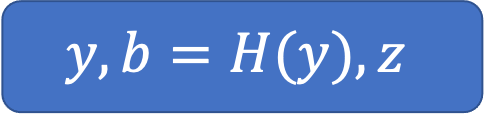 y, b = H(y), z